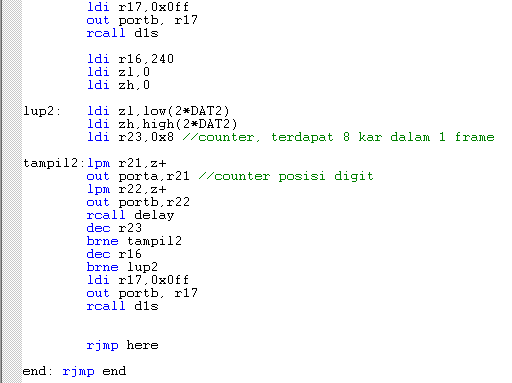 ldi r17,0x0ff
out portb, r17
rcall d1s
ldi r16,240
ldi zl,0
ldi zh,0
lup2: ldi zl,low(2*DAT2)
ldi zh,high(2*DAT2)
ldi r23,0x8 //counter, terdapat 8 kar dalam 1 frame
tampil2:lpm r21,z+
out porta,r21 //counter posisi digit
lpm r22,z+
out portb,r22
rcall delay
dec r23
brne tampil2
dec r16
brne lup2
ldi r17,0x0ff
out portb, r17
rcall d1s
rjmp here
end: rjmp end